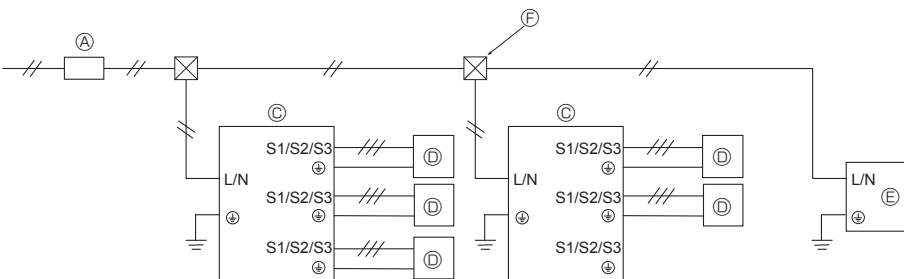 Ⓕ
Ⓐ
Ⓒ Ⓒ
S1/S2/S3 Ⓓ S1/S2/S3 Ⓓ
L/N L/N L/N
S1/S2/S3 Ⓓ S1/S2/S3 Ⓓ Ⓔ
S1/S2/S3 Ⓓ S1/S2/S3